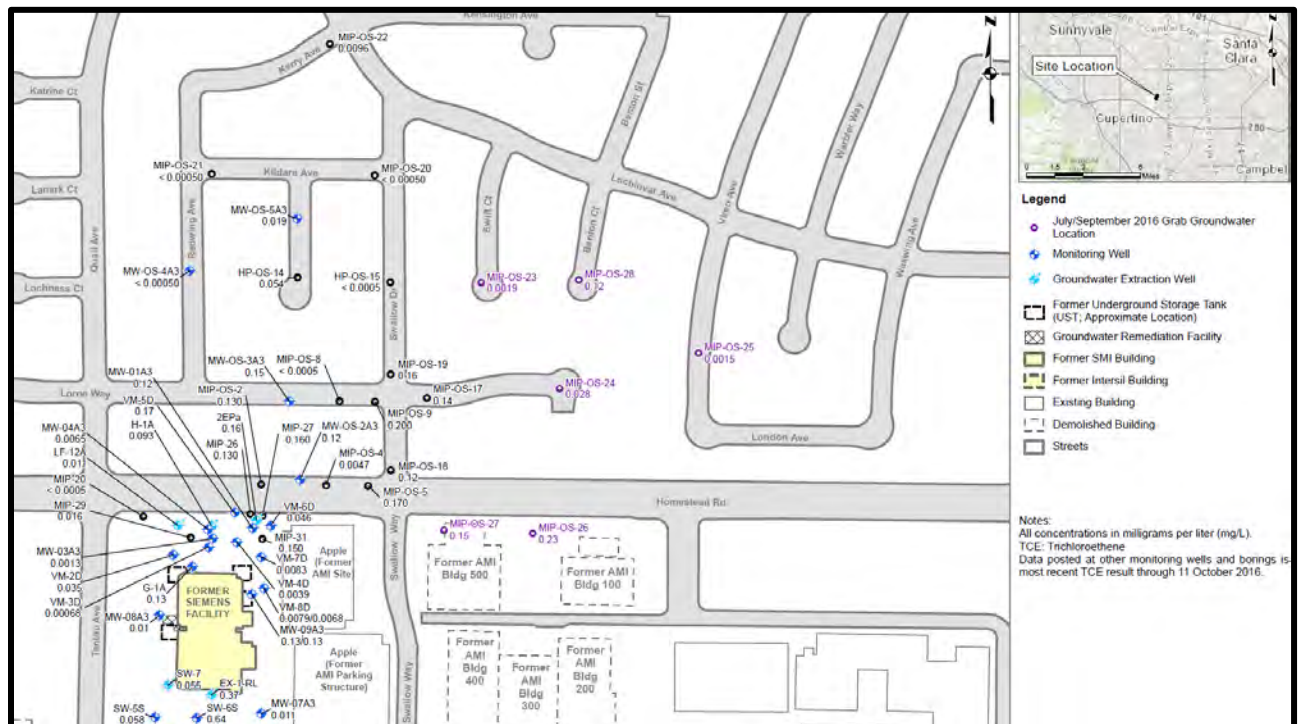 Kensington Ave
MIP-OS-22
0.0096
Kerry Ave
Katrine Ct
Benton St
Warbler Way
MIP-OS-21
< 0.00050
Kildare Ave
MIP-OS-20
< 0.00050
Lanark Ct
Lochinvar Ave
Vireo Ave
MW-OS-5A3
0.019
Swift Ct
Benton Ct
Quail Ave
Redwing Ave
Waxwing Ave
MW-OS-4A3
< 0.00050
HP-OS-14
0.054
HP-OS-15
< 0.0005
MIP-OS-23
0.0019
MIP-OS-28
0.12
Lochness Ct
Swallow Dr
MIP-OS-25
0.0015
MW-OS-3A3
0.15
MIP-OS-8
< 0.0005
MIP-OS-19
0.16
MW-01A3
0.12
MIP-OS-2
0.130
MIP-OS-17
0.14
MIP-OS-24
0.028
Lorne Way
VM-5D
0.17
2EPa
0.16
MIP-27
0.160
MIP-OS-9
0.200
H-1A
0.093
MW-OS-2A3
0.12
MW-04A3
0.0065
MIP-26
0.130
London Ave
LF-12A
0.01
MIP-OS-4
0.0047
MIP-OS-18
0.12
MIP-20
< 0.0005
MIP-OS-5
0.170
Homestead Rd
MIP-29
0.016
VM-6D
0.046
MIP-OS-27
0.15
MIP-OS-26
0.23
MIP-31
0.150
MW-03A3
0.0013
Apple
(Former
AMI Site)
VM-7D
0.0083
Swallow Way
Former AMI
Bldg 500
Former AMI
Bldg 100
VM-2D
0.035
VM-4D
0.0039
VM-3D
0.00068
G-1A
0.13
FORMER
SIEMENS
FACILITY
VM-8D
0.0079/0.0068
MW-08A3
0.01
MW-09A3
0.13/0.13
Tantau Ave
Former
AMI
Bldg
400
Former
AMI
Bldg
300
Former
AMI
Bldg
200
Apple
(Former
AMI Parking
Structure)
Swallow Way
SW-7
0.055
EX-1-RL
0.37
SW-5S
0.058
SW-6S
0.64
MW-07A3
0.011
N
Sunnyvale
Central Exp
Santa
Clara
Site Location
Cupertino
280
Campbel
0 1.5 3 6
Miles
Legend
July/September 2016 Grab Groundwater
Location
Monitoring Well
Groundwater Extraction Well
Former Underground Storage Tank
(UST; Approximate Location)
Groundwater Remediation Facility
Former SMI Building
Former Intersil Building
Existing Building
Demolished Building
Streets
Notes:
All concentrations in milligrams per liter (mg/L).
TCE: Trichloroethene
Data posted at other monitoring wells and borings is
most recent TCE result through 11 October 2016.